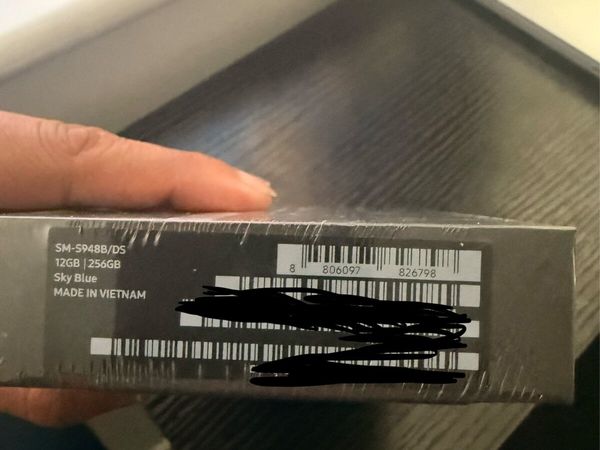 SM-S948B/DS
12GB | 256GB
Sky Blue
MADE IN VIETNAM
8 806097 826798